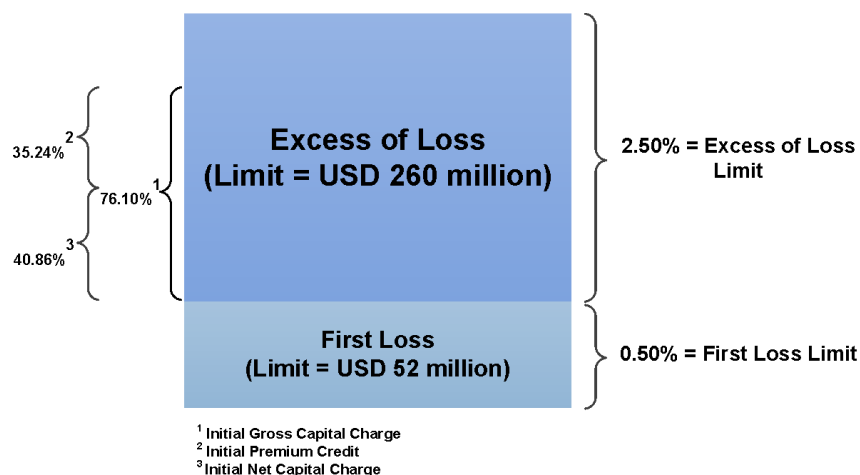 Excess of Loss
(Limit = USD 260 million)
2.50% = Excess of Loss
Limit
35.24%2
76.10%1
40.86%3
First Loss
(Limit = USD 52 million)
0.50% = First Loss Limit
1 Initial Gross Capital Charge
2 Initial Premium Credit
3 Initial Net Capital Charge